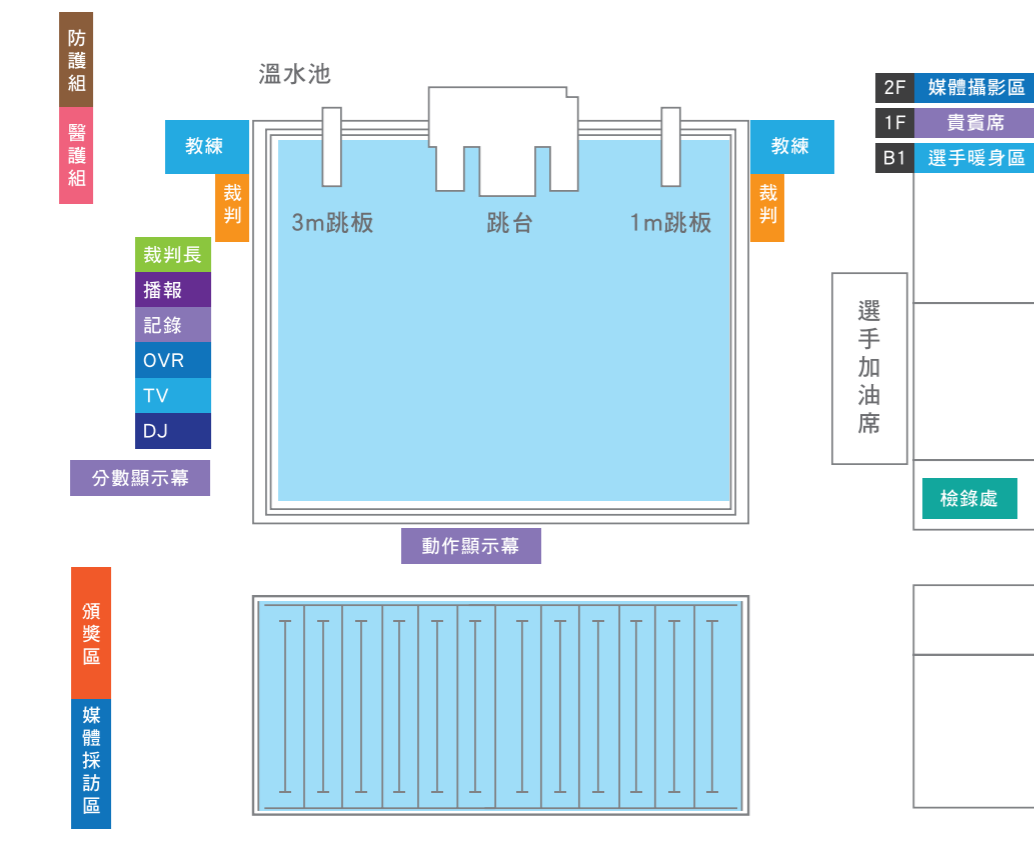 防護組
醫護組
溫水池
2F 媒體攝影區
1F 貴賓席
B1 選手暖身區
教練
教練
裁判
裁判
3m跳板
跳台
1m跳板
裁判長
播報
記錄
OVR
TV
DJ
選手加油席
分數顯示幕
檢錄處
動作顯示幕
頒獎區
媒體採訪區